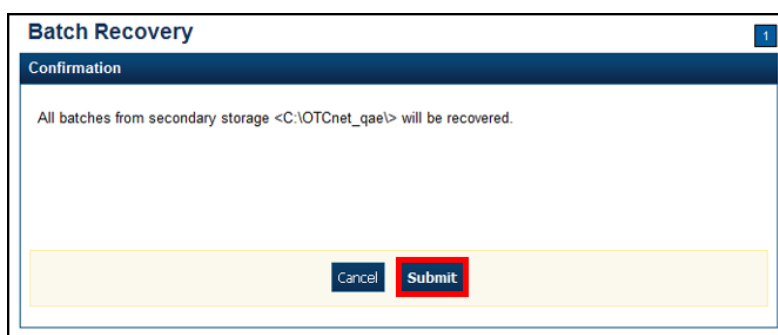 Batch Recovery
1
Confirmation
All batches from secondary storage <C:\OTCnet_qae\> will be recovered.
Cancel
Submit